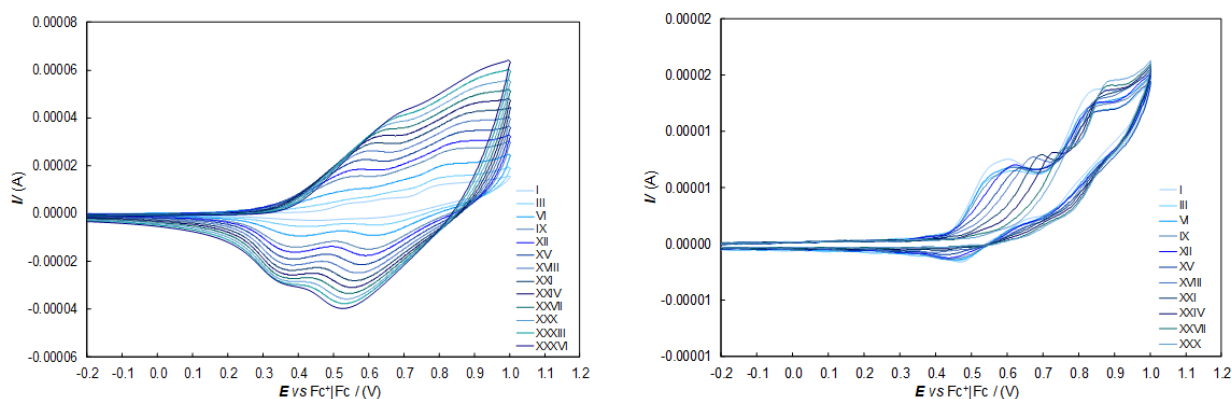 0.00008
0.00006
0.00004
0.00002
0.00000
-0.00002
-0.00004
-0.00006
I/ (A)
-0.2 -0.1 0.0 0.1 0.2 0.3 0.4 0.5 0.6 0.7 0.8 0.9 1.0 1.1 1.2
E vs Fc+|Fc / (V)
I
III
VI
IX
XII
XV
XVIII
XXI
XXIV
XXVII
XXX
XXXIII
XXXVI
0.00002
0.00002
0.00001
0.00001
0.00000
-0.00001
-0.00001
I/ (A)
-0.2 -0.1 0.0 0.1 0.2 0.3 0.4 0.5 0.6 0.7 0.8 0.9 1.0 1.1 1.2
E vs Fc+|Fc / (V)
I
III
VI
IX
XII
XV
XVIII
XXI
XXIV
XXVII
XXX